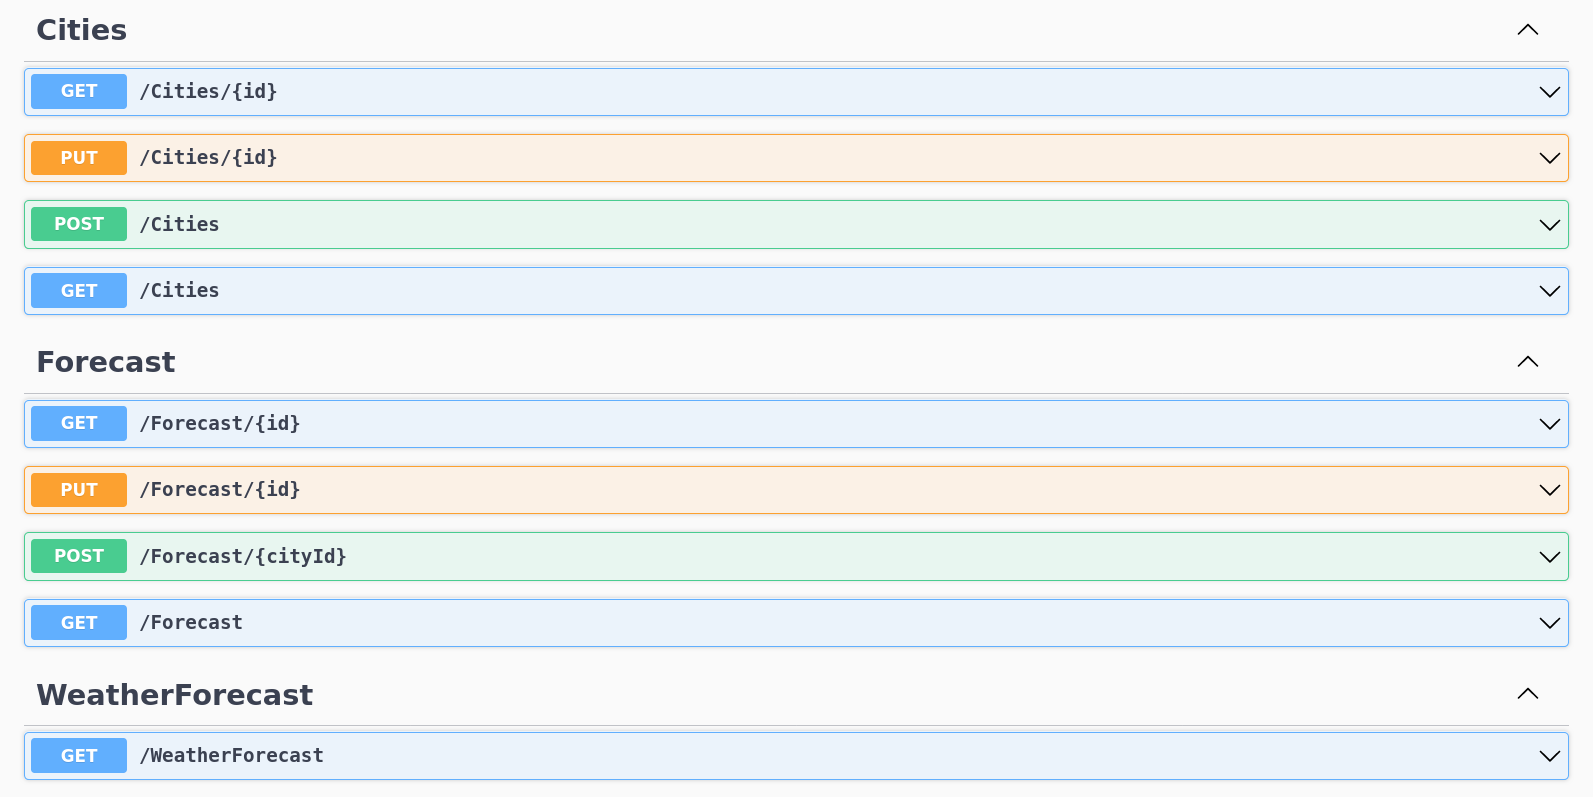 Cities
GET /Cities/{id}
PUT /Cities/{id}
POST /Cities
GET /Cities
Forecast
GET /Forecast/{id}
PUT /Forecast/{id}
POST /Forecast/{cityId}
GET /Forecast
WeatherForecast
GET /WeatherForecast